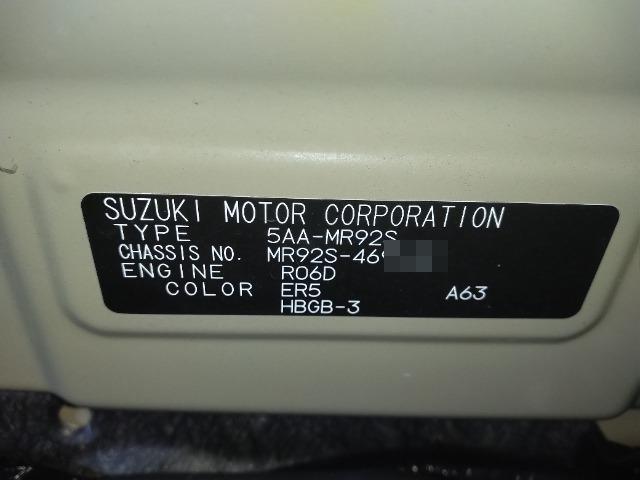 SUZUKI MOTOR CORPORATION
TYPE 5AA-MR92S
CHASSIS NO. MR92S-46
ENGINE R06D
COLOR ER5 A63
HBGB-3